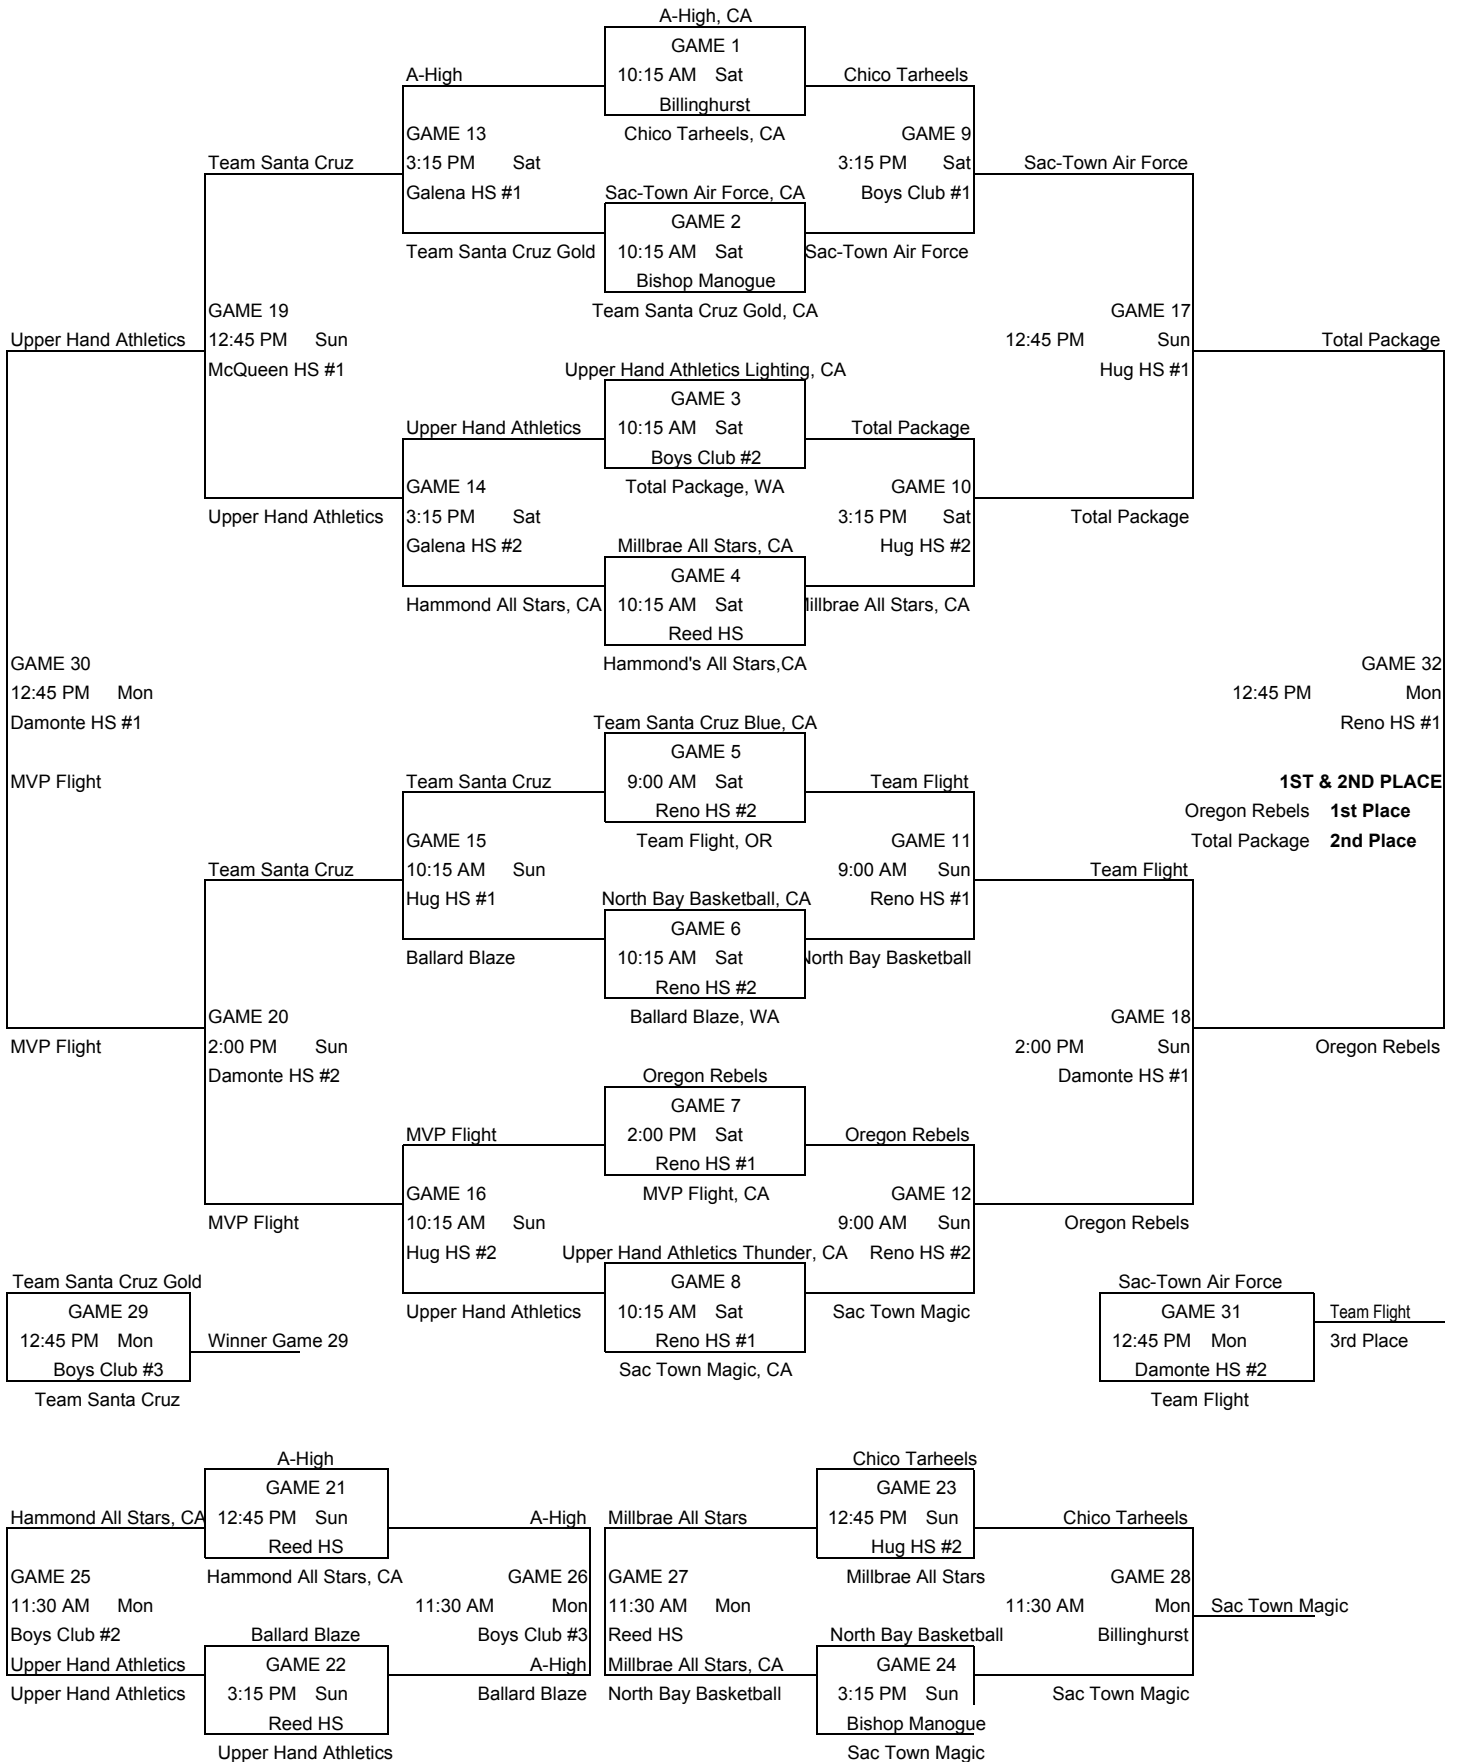 A-High, CA
GAME 1
A-High
10:15 AM Sat
Chico Tarheels
Billinghurst
GAME 13
Chico Tarheels, CA
GAME 9
Team Santa Cruz
3:15 PM Sat
3:15 PM Sat
Sac-Town Air Force
Galena HS #1
Sac-Town Air Force, CA
Boys Club #1
GAME 2
Team Santa Cruz Gold
10:15 AM Sat
Sac-Town Air Force
Bishop Manogue
GAME 19
Team Santa Cruz Gold, CA
GAME 17
Upper Hand Athletics
12:45 PM Sun
12:45 PM Sun
Total Package
McQueen HS #1
Upper Hand Athletics Lighting, CA
Hug HS #1
GAME 3
Upper Hand Athletics
10:15 AM Sat
Total Package
Boys Club #2
GAME 14
Total Package, WA
GAME 10
Upper Hand Athletics
3:15 PM Sat
3:15 PM Sat
Total Package
Galena HS #2
Millbrae All Stars, CA
Hug HS #2
GAME 4
Hammond All Stars, CA
10:15 AM Sat
Millbrae All Stars, CA
Reed HS
GAME 30
Hammond's All Stars,CA
GAME 32
12:45 PM Mon
12:45 PM Mon
Damonte HS #1
Team Santa Cruz Blue, CA
Reno HS #1
GAME 5
MVP Flight
Team Santa Cruz
9:00 AM Sat
Team Flight
1ST & 2ND PLACE
Reno HS #2
Oregon Rebels 1st Place
GAME 15
Team Flight, OR
GAME 11
Total Package 2nd Place
Team Santa Cruz
10:15 AM Sun
9:00 AM Sun
Team Flight
Hug HS #1
North Bay Basketball, CA
Reno HS #1
GAME 6
Ballard Blaze
10:15 AM Sat
North Bay Basketball
Reno HS #2
GAME 20
Ballard Blaze, WA
GAME 18
MVP Flight
2:00 PM Sun
2:00 PM Sun
Oregon Rebels
Damonte HS #2
Oregon Rebels
Damonte HS #1
GAME 7
MVP Flight
2:00 PM Sat
Oregon Rebels
Reno HS #1
GAME 16
MVP Flight, CA
GAME 12
MVP Flight
10:15 AM Sun
9:00 AM Sun
Oregon Rebels
Hug HS #2
Upper Hand Athletics Thunder, CA
Reno HS #2
Team Santa Cruz Gold
GAME 8
Sac-Town Air Force
GAME 29
Upper Hand Athletics
10:15 AM Sat
Sac Town Magic
GAME 31
Team Flight
12:45 PM Mon
Winner Game 29
Reno HS #1
12:45 PM Mon
3rd Place
Boys Club #3
Sac Town Magic, CA
Damonte HS #2
Team Santa Cruz
Team Flight
A-High
Chico Tarheels
GAME 21
GAME 23
Hammond All Stars, CA
12:45 PM Sun
A-High
Millbrae All Stars
12:45 PM Sun
Chico Tarheels
Reed HS
Hug HS #2
GAME 25
Hammond All Stars, CA
GAME 26
GAME 27
Millbrae All Stars
GAME 28
11:30 AM Mon
11:30 AM Mon
11:30 AM Mon
11:30 AM Mon
Sac Town Magic
Boys Club #2
Ballard Blaze
Boys Club #3
Reed HS
North Bay Basketball
Billinghurst
Upper Hand Athletics
GAME 22
A-High
Millbrae All Stars, CA
GAME 24
Upper Hand Athletics
3:15 PM Sun
Ballard Blaze
North Bay Basketball
3:15 PM Sun
Sac Town Magic
Reed HS
Bishop Manogue
Upper Hand Athletics
Sac Town Magic